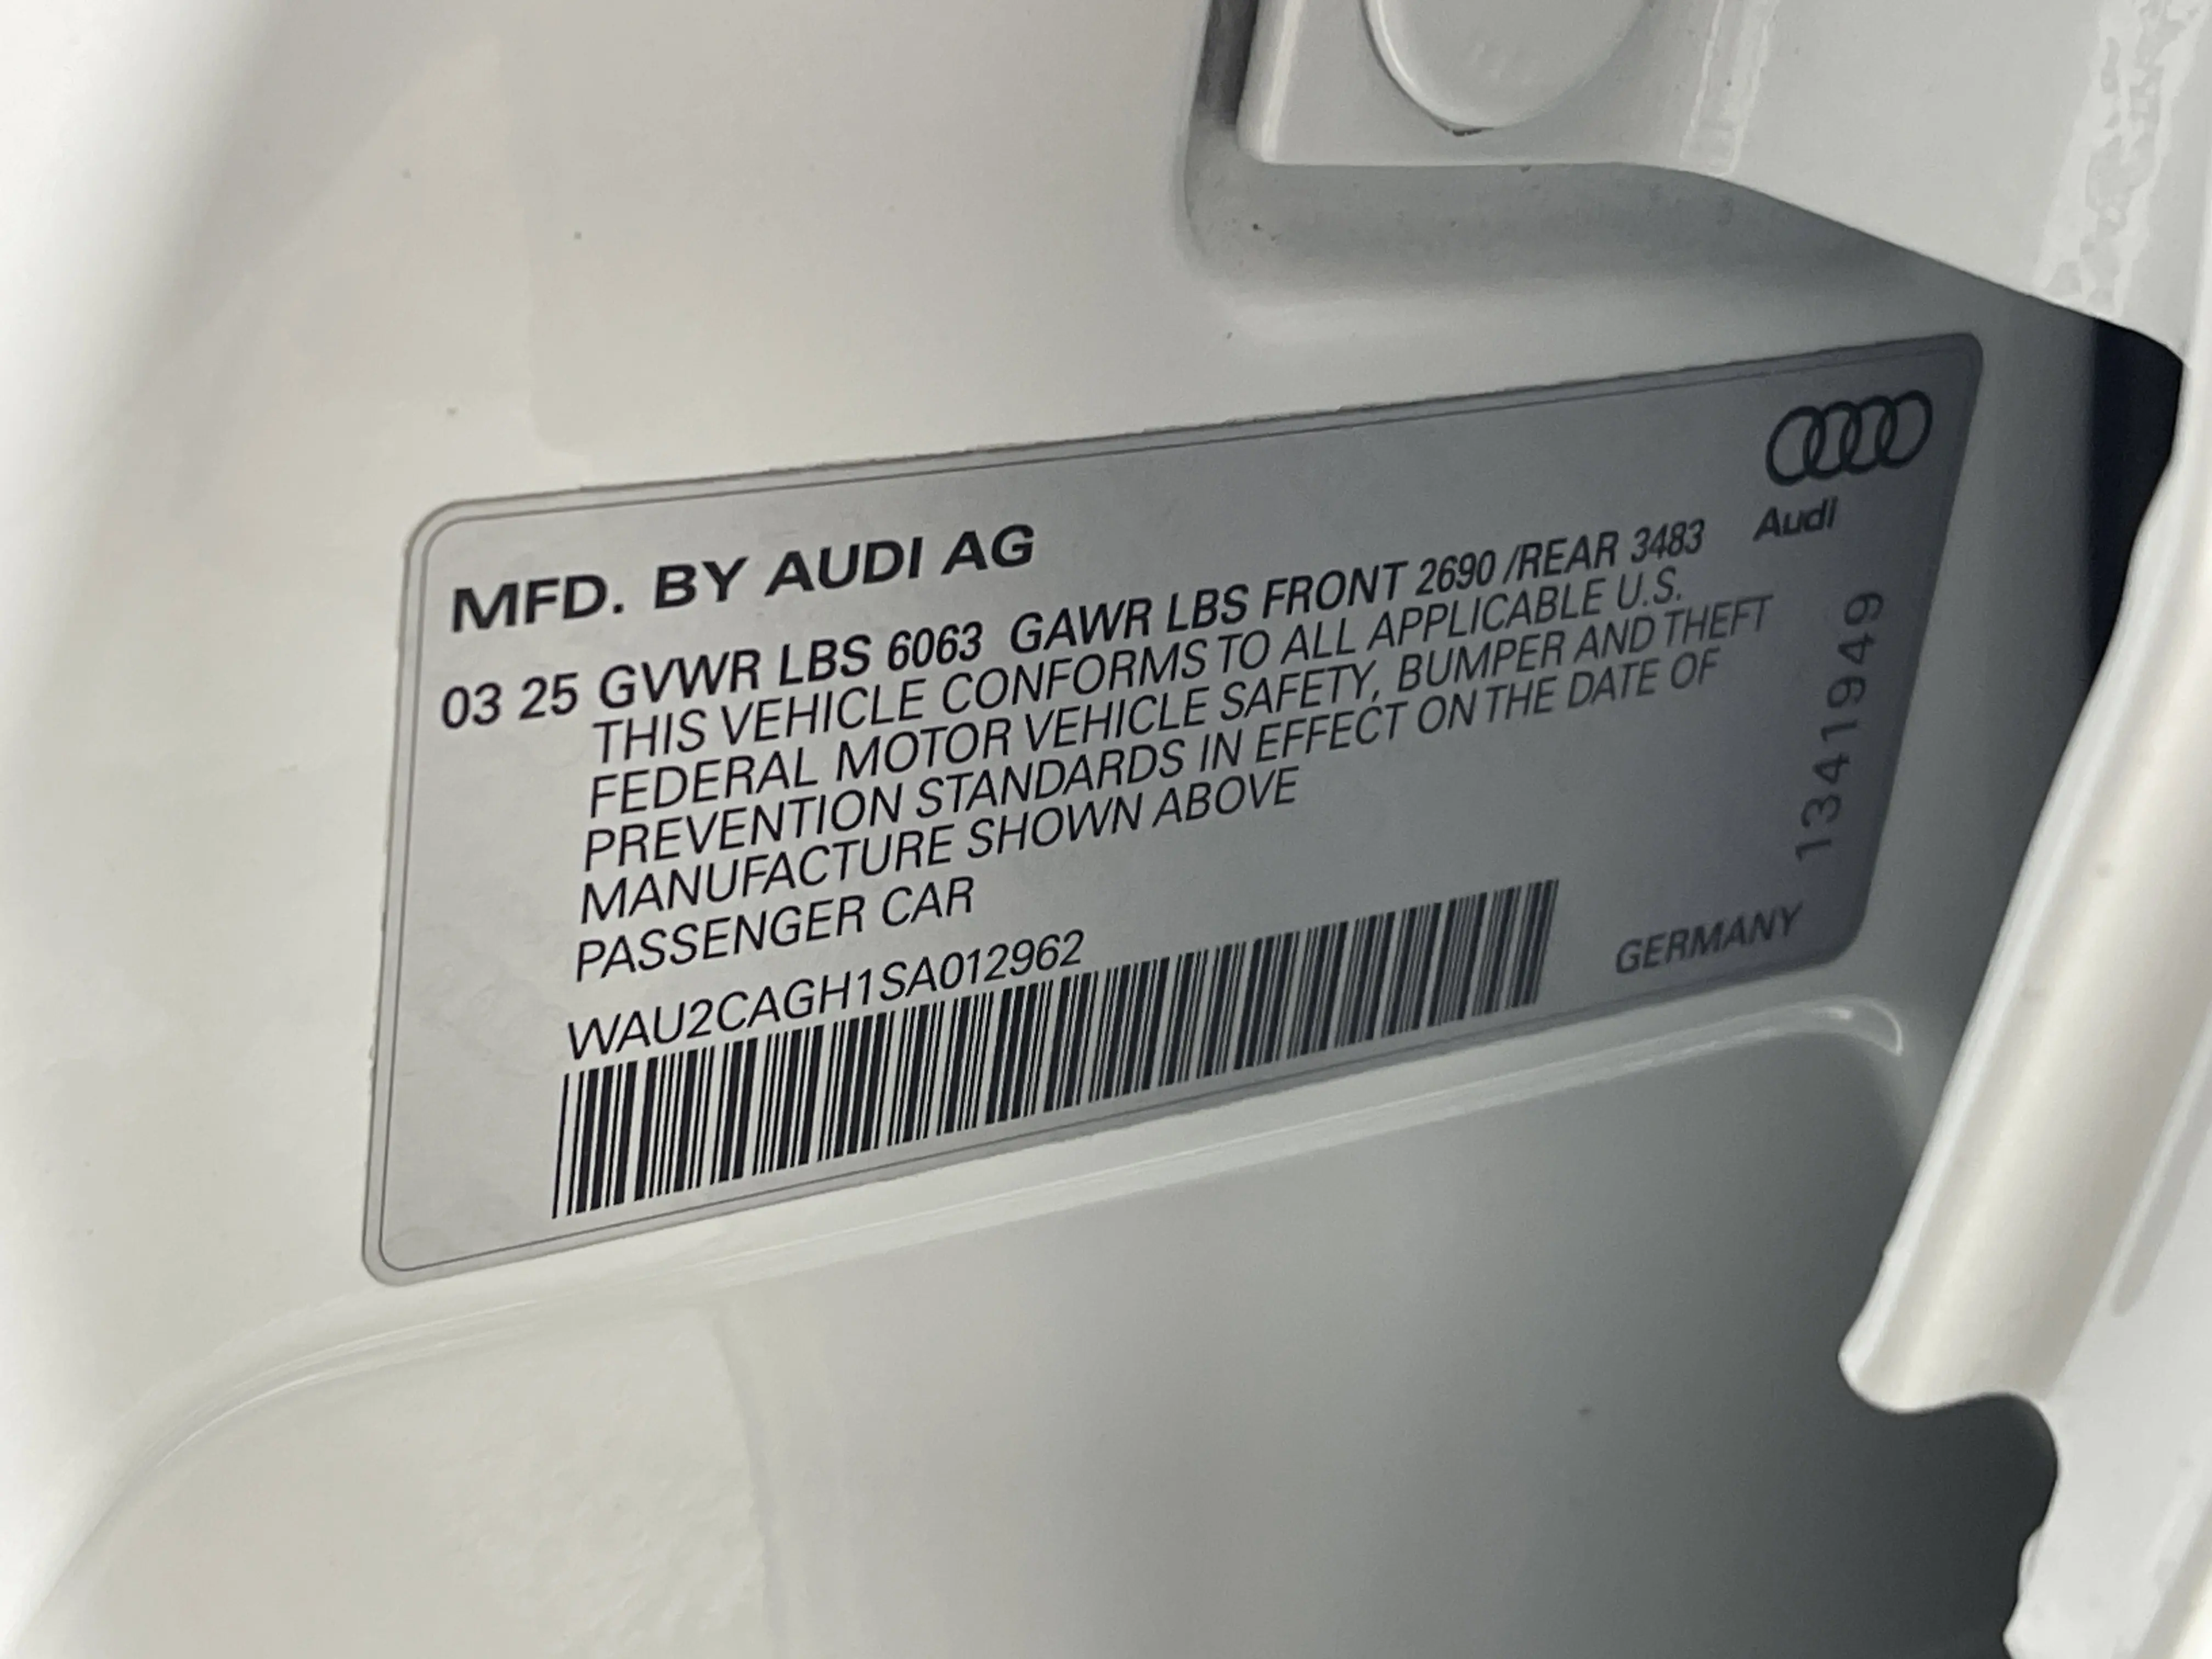 MFD. BY AUDI AG
Audi
03 25 GVWR LBS 6063 GAWR LBS FRONT 2690 /REAR 3483
THIS VEHICLE CONFORMS TO ALL APPLICABLE U.S.
FEDERAL MOTOR VEHICLE SAFETY, BUMPER AND THEFT
PREVENTION STANDARDS IN EFFECT ON THE DATE OF
MANUFACTURE SHOWN ABOVE
PASSENGER CAR
WAU2CAGH1SA012962
GERMANY
1341949